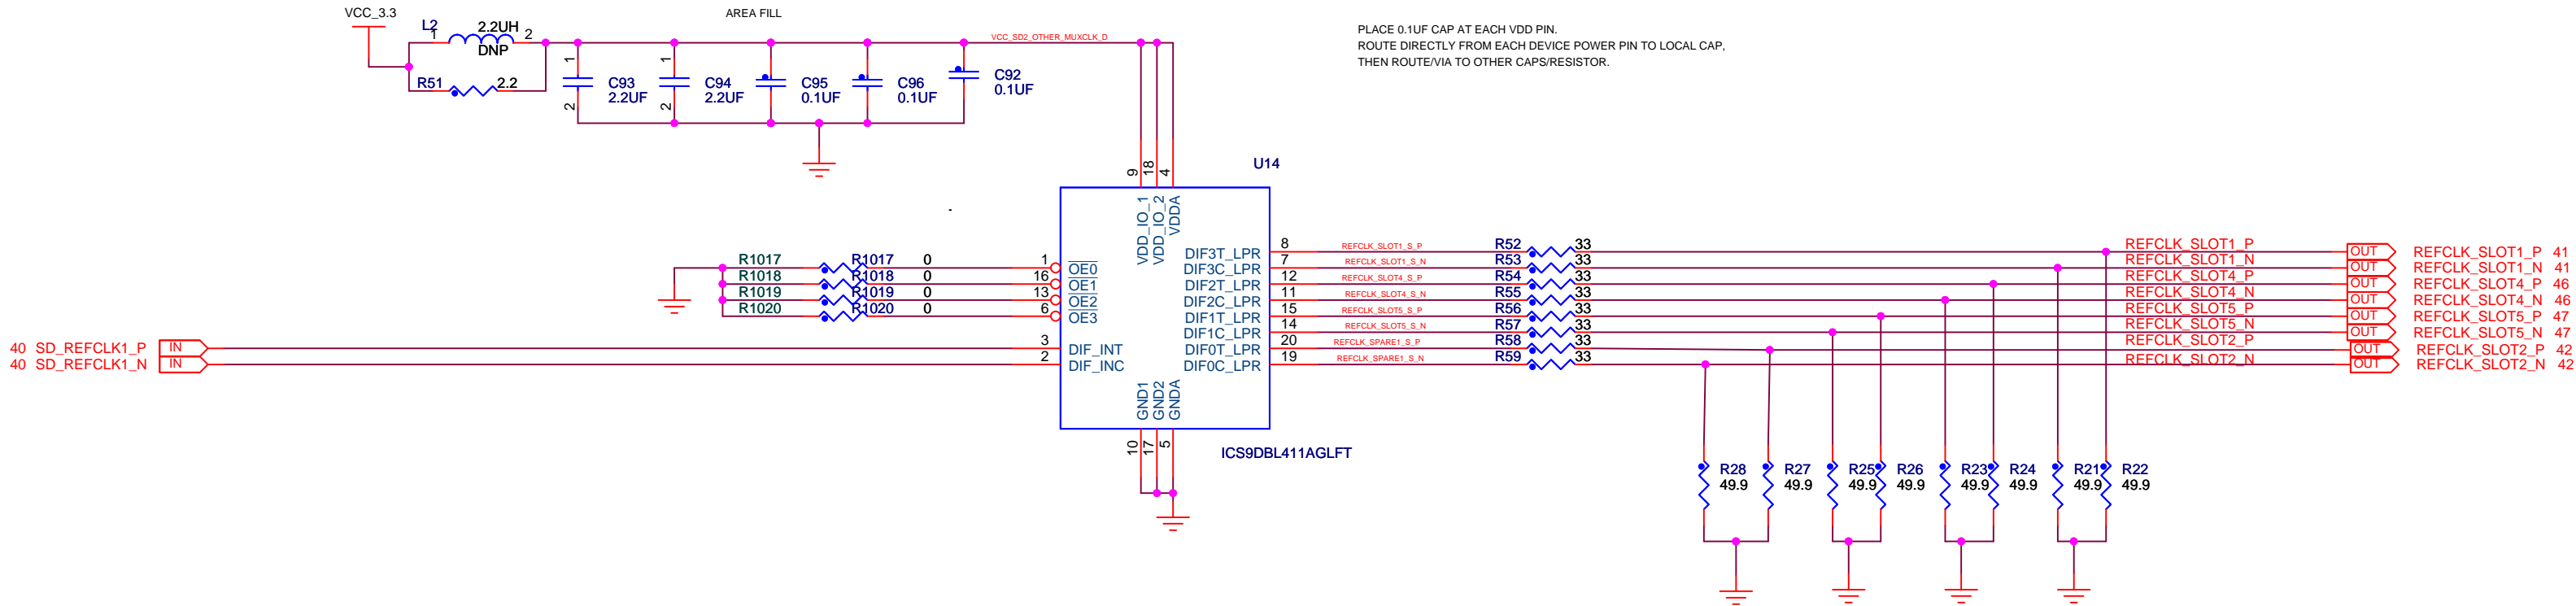 VCC_3.3
AREA FILL
L2
2.2UH
1
2
DNP
R51
2.2
VCC_SD2_OTHER_MUXCLK_D
PLACE 0.1UF CAP AT EACH VDD PIN.
ROUTE DIRECTLY FROM EACH DEVICE POWER PIN TO LOCAL CAP,
THEN ROUTE/VIA TO OTHER CAPS/RESISTOR.
1
2
C93
2.2UF
1
2
C94
2.2UF
C95
0.1UF
C96
0.1UF
C92
0.1UF
U14
9
18
4
VDD_IO_1
VDD_IO_2
VDDA
R1017 R1017 0 1 OE0
R1018 R1018 0 16 OE1
R1019 R1019 0 13 OE2
R1020 R1020 0 6 OE3
40 SD_REFCLK1_P IN 3 DIF_INT
40 SD_REFCLK1_N IN 2 DIF_INC
DIF3T_LPR 8 REFCLK_SLOT1_S_P R52 33 REFCLK_SLOT1_P OUT REFCLK_SLOT1_P 41
DIF3C_LPR 7 REFCLK_SLOT1_S_N R53 33 REFCLK_SLOT1_N OUT REFCLK_SLOT1_N 41
DIF2T_LPR 12 REFCLK_SLOT4_S_P R54 33 REFCLK_SLOT4_P OUT REFCLK_SLOT4_P 46
DIF2C_LPR 11 REFCLK_SLOT4_S_N R55 33 REFCLK_SLOT4_N OUT REFCLK_SLOT4_N 46
DIF1T_LPR 15 REFCLK_SLOT5_S_P R56 33 REFCLK_SLOT5_P OUT REFCLK_SLOT5_P 47
DIF1C_LPR 14 REFCLK_SLOT5_S_N R57 33 REFCLK_SLOT5_N OUT REFCLK_SLOT5_N 47
DIF0T_LPR 20 REFCLK_SPARE1_S_P R58 33 REFCLK_SLOT2_P OUT REFCLK_SLOT2_P 42
DIF0C_LPR 19 REFCLK_SPARE1_S_N R59 33 REFCLK_SLOT2_N OUT REFCLK_SLOT2_N 42
GND1
GND2
GNDA
10
17
5
ICS9DBL411AGLFT
R28 R27 R25 R26 R23 R24 R21 R22
49.9 49.9 49.9 49.9 49.9 49.9 49.9 49.9